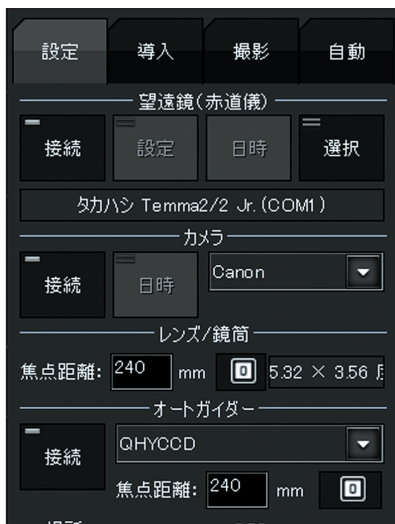 設定 導入 撮影 自動
望遠鏡(赤道儀)
接続 設定 日時 選択
タカハシ Temma2/2 Jr.(COM1)
カメラ
接続 日時 Canon
レンズ/鏡筒
焦点距離: 240 mm 0 5.32 × 3.56
オートガイダー
接続 QHYCCD
焦点距離: 240 mm 0